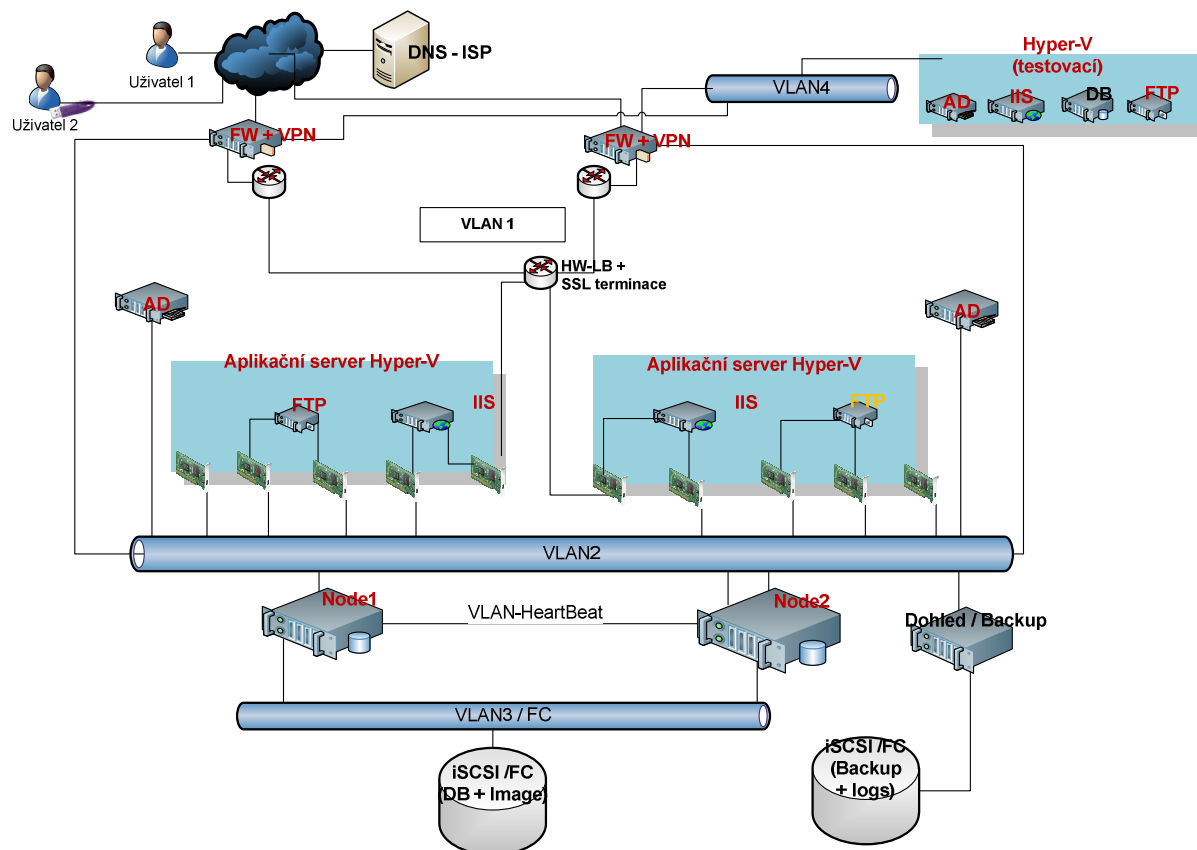 DNS - ISP
Uživatel 1
Uživatel 2
FW + VPN
FW + VPN
VLAN4
Hyper-V
(testovací)
AD
IIS
DB
FTP
VLAN 1
HW-LB +
SSL terminace
AD
AD
Aplikační server Hyper-V
FTP
IIS
Aplikační server Hyper-V
IIS
FTP
VLAN2
Node1
VLAN-HeartBeat
Node2
Dohled / Backup
VLAN3 / FC
iSCSI /FC
(DB + Image)
iSCSI /FC
(Backup
+ logs)